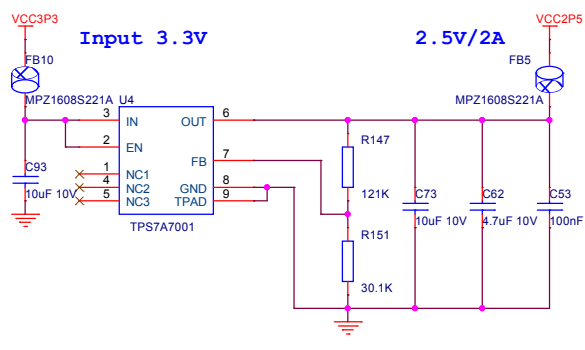 VCC3P3
VCC2P5
Input 3.3V
2.5V/2A
FB10
FB5
MPZ1608S221A
U4
MPZ1608S221A
3 IN
OUT 6
2 EN
FB 7
R147
C93
1 NC1
4 NC2
GND 8
5 NC3
TPAD 9
10uF 10V
121K
C73
C62
C53
TPS7A7001
10uF 10V
4.7uF 10V
100nF
R151
30.1K